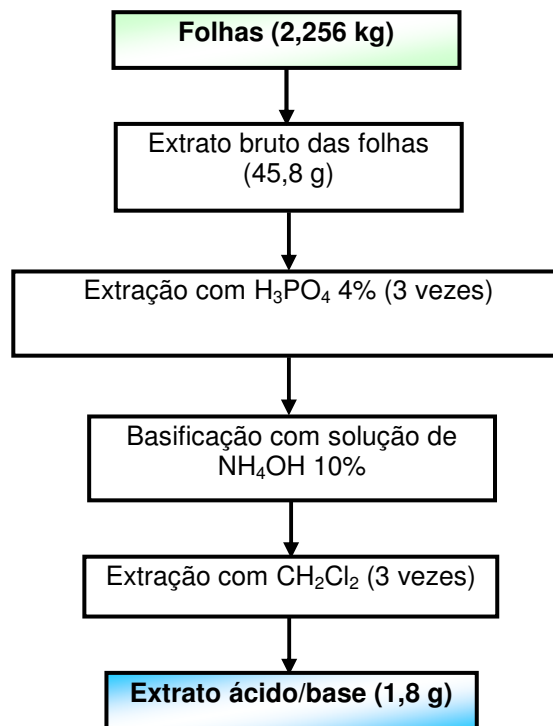 Folhas (2,256 kg)
Extrato bruto das folhas
(45,8 g)
Extração com H₃PO₄ 4% (3 vezes)
Basificação com solução de
NH₄OH 10%
Extração com CH₂Cl₂ (3 vezes)
Extrato ácido/base (1,8 g)